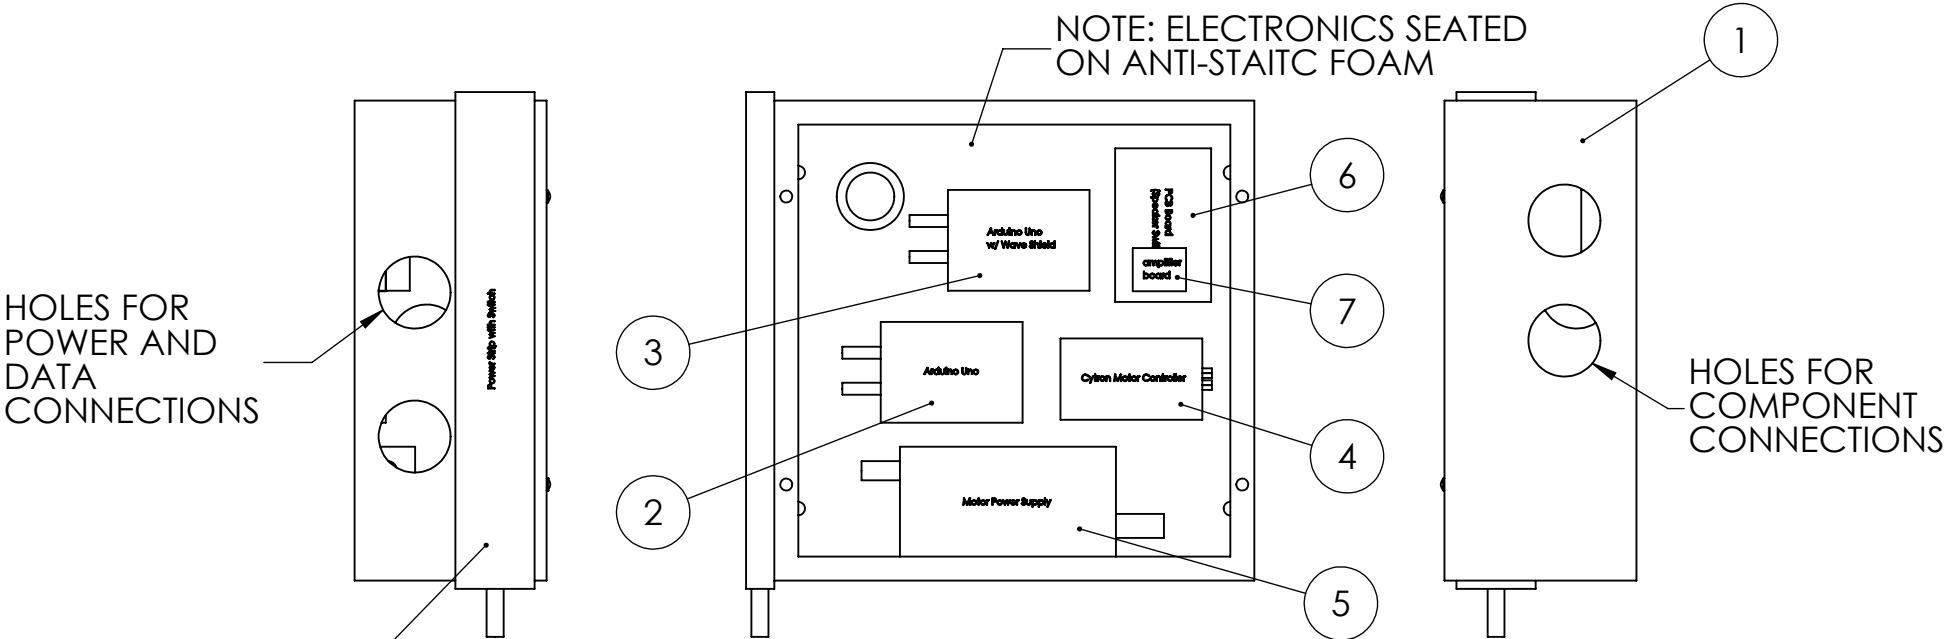 NOTE: ELECTRONICS SEATED
ON ANTI-STAITC FOAM
1
6
7
3
2
4
5
HOLES FOR
POWER AND
DATA
CONNECTIONS
HOLES FOR
COMPONENT
CONNECTIONS
Power Strip with Switch
Arduino Uno
w/ Wave Shield
PCB Board
(Speaker Swit
amplifier
board
Arduino Uno
Cytron Motor Controller
Motor Power Supply